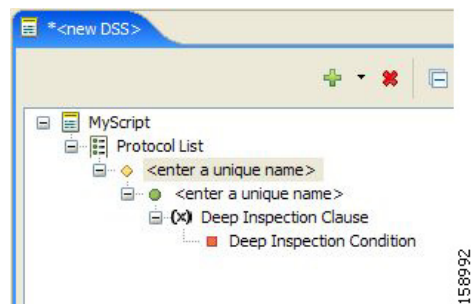 *<new DSS>
MyScript
Protocol List
<enter a unique name>
<enter a unique name>
(x) Deep Inspection Clause
Deep Inspection Condition
158992